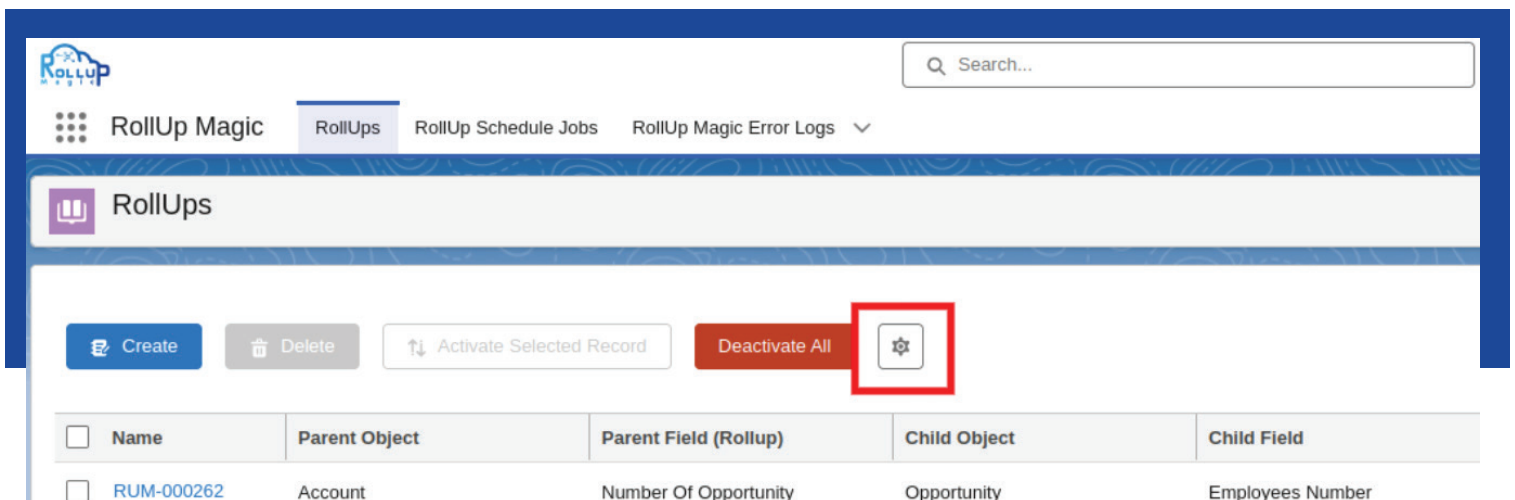 RollUp
MAGIC
Search...
RollUp Magic
RollUps
RollUp Schedule Jobs
RollUp Magic Error Logs
RollUps
Create
Delete
Activate Selected Record
Deactivate All
Name
Parent Object
Parent Field (Rollup)
Child Object
Child Field
RUM-000262
Account
Number Of Opportunity
Opportunity
Employees Number